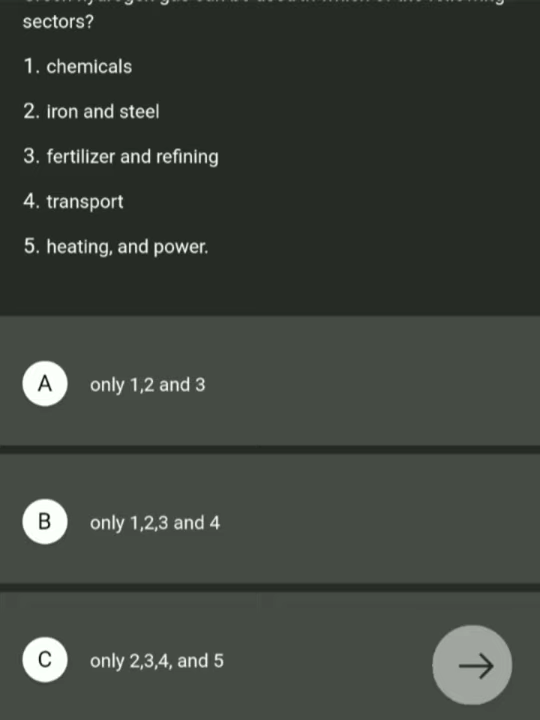 sectors?
1. chemicals
2. iron and steel
3. fertilizer and refining
4. transport
5. heating, and power.
A only 1,2 and 3
B only 1,2,3 and 4
C only 2,3,4, and 5